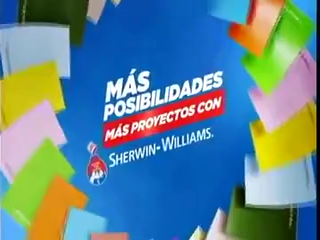 MÁS
POSIBILIDADES
MÁS PROYECTOS CON
SHERWIN-WILLIAMS®